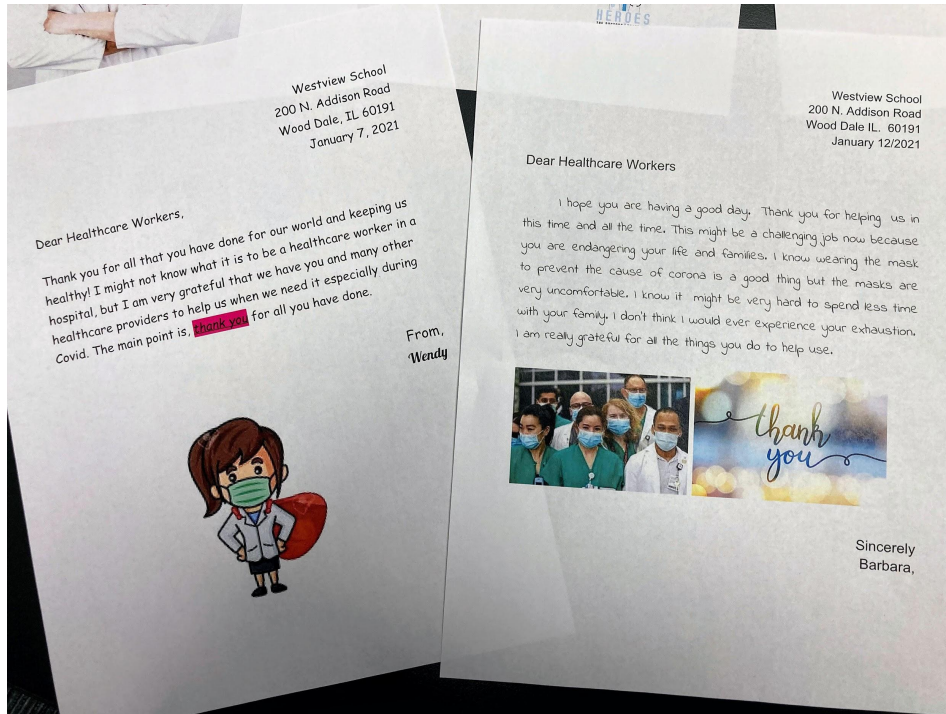 HEROES
Westview School
200 N. Addison Road
Wood Dale, IL 60191
January 7, 2021
Dear Healthcare Workers,
Thank you for all that you have done for our world and keeping us
healthy! I might not know what it is to be a healthcare worker in a
hospital, but I am very grateful that we have you and many other
healthcare providers to help us when we need it especially during
Covid. The main point is, thank you for all you have done.
From,
Wendy
Westview School
200 N. Addison Road
Wood Dale IL. 60191
January 12/2021
Dear Healthcare Workers
I hope you are having a good day. Thank you for helping us in
this time and all the time. This might be a challenging job now because
you are endangering your life and families. I know wearing the mask
to prevent the cause of corona is a good thing but the masks are
very uncomfortable. I know it might be very hard to spend less time
with your family. I don't think I would ever experience your exhaustion.
I am really grateful for all the things you do to help use.
thank
you
Sincerely
Barbara,